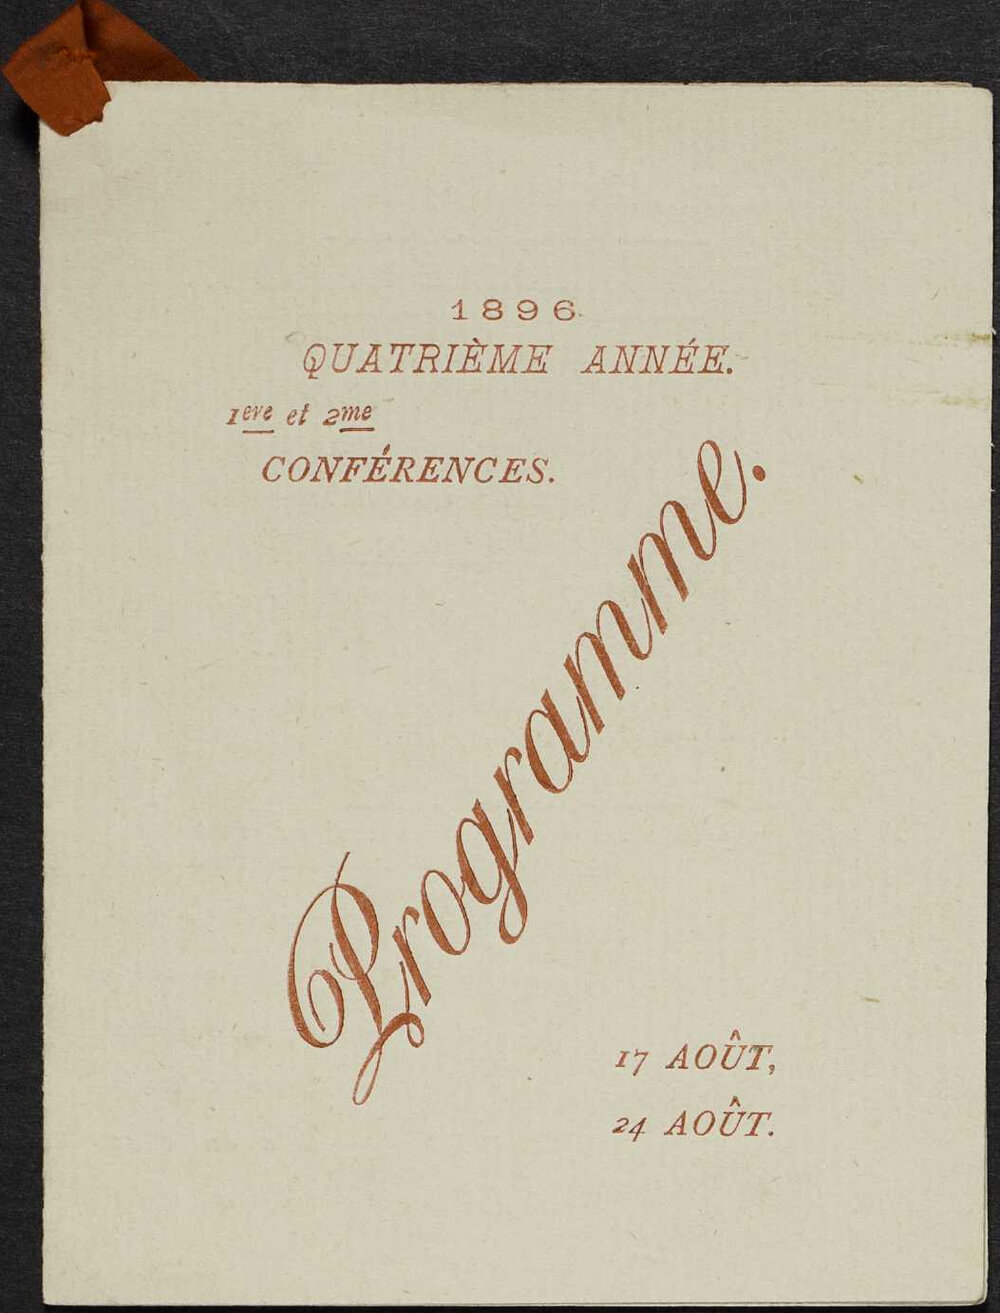 1896
QUATRIÈME ANNÉE.
1ere et 2me
CONFÉRENCES.
Programme.
17 AOÛT,
24 AOÛT.